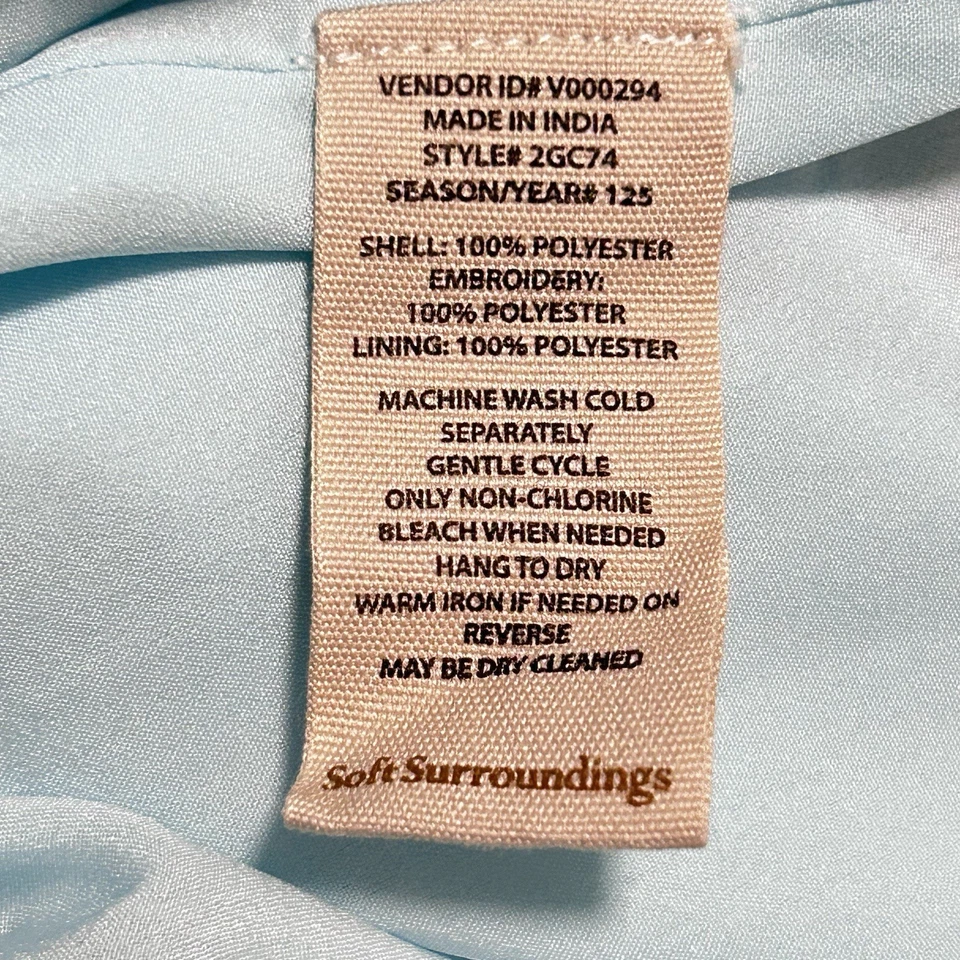 VENDOR ID# V000294
MADE IN INDIA
STYLE# 2GC74
SEASON/YEAR# 125
SHELL: 100% POLYESTER
EMBROIDERY:
100% POLYESTER
LINING: 100% POLYESTER
MACHINE WASH COLD
SEPARATELY
GENTLE CYCLE
ONLY NON-CHLORINE
BLEACH WHEN NEEDED
HANG TO DRY
WARM IRON IF NEEDED ON
REVERSE
MAY BE DRY CLEANED
Soft Surroundings